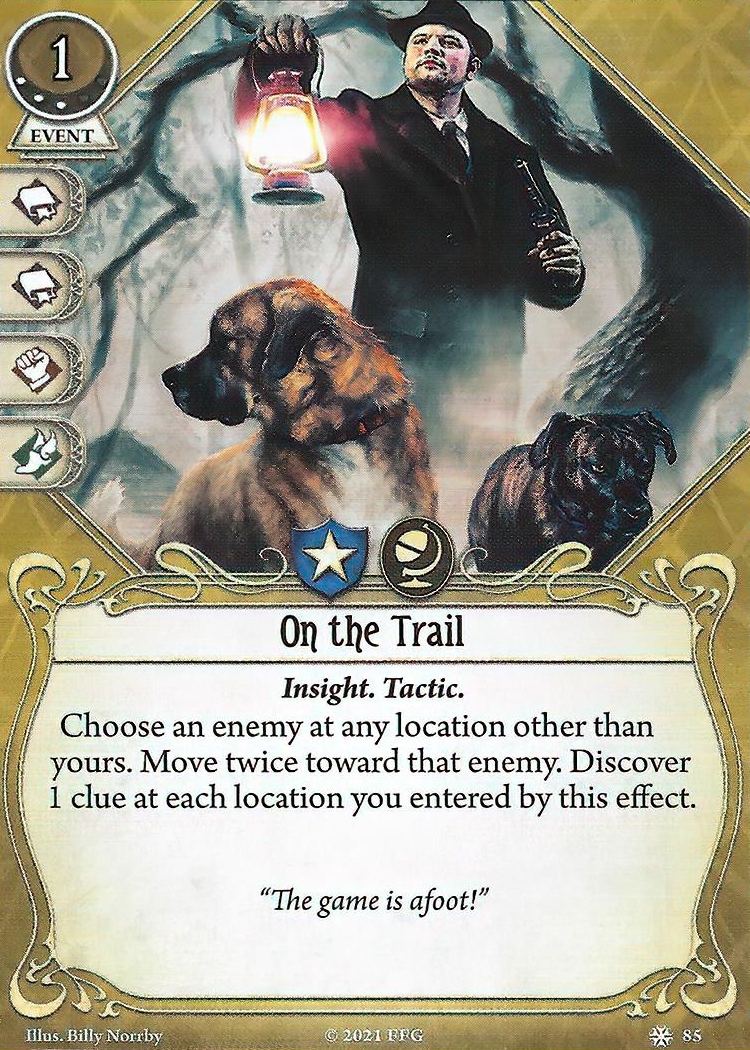 1
EVENT
On the Trail
Insight. Tactic.
Choose an enemy at any location other than
yours. Move twice toward that enemy. Discover
1 clue at each location you entered by this effect.
“The game is afoot!”
Illus. Billy Norrby
© 2021 FFG
85